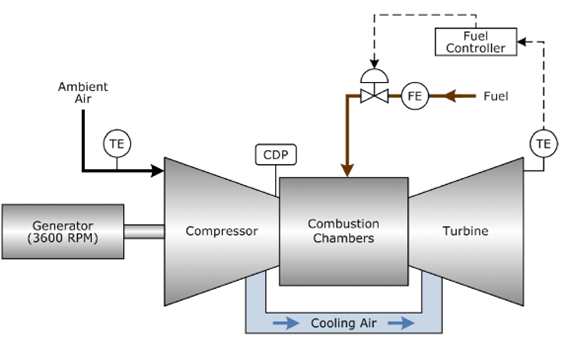 Fuel
Controller
Ambient
Air
FE
Fuel
TE
CDP
TE
Generator
(3600 RPM)
Compressor
Combustion
Chambers
Turbine
Cooling Air